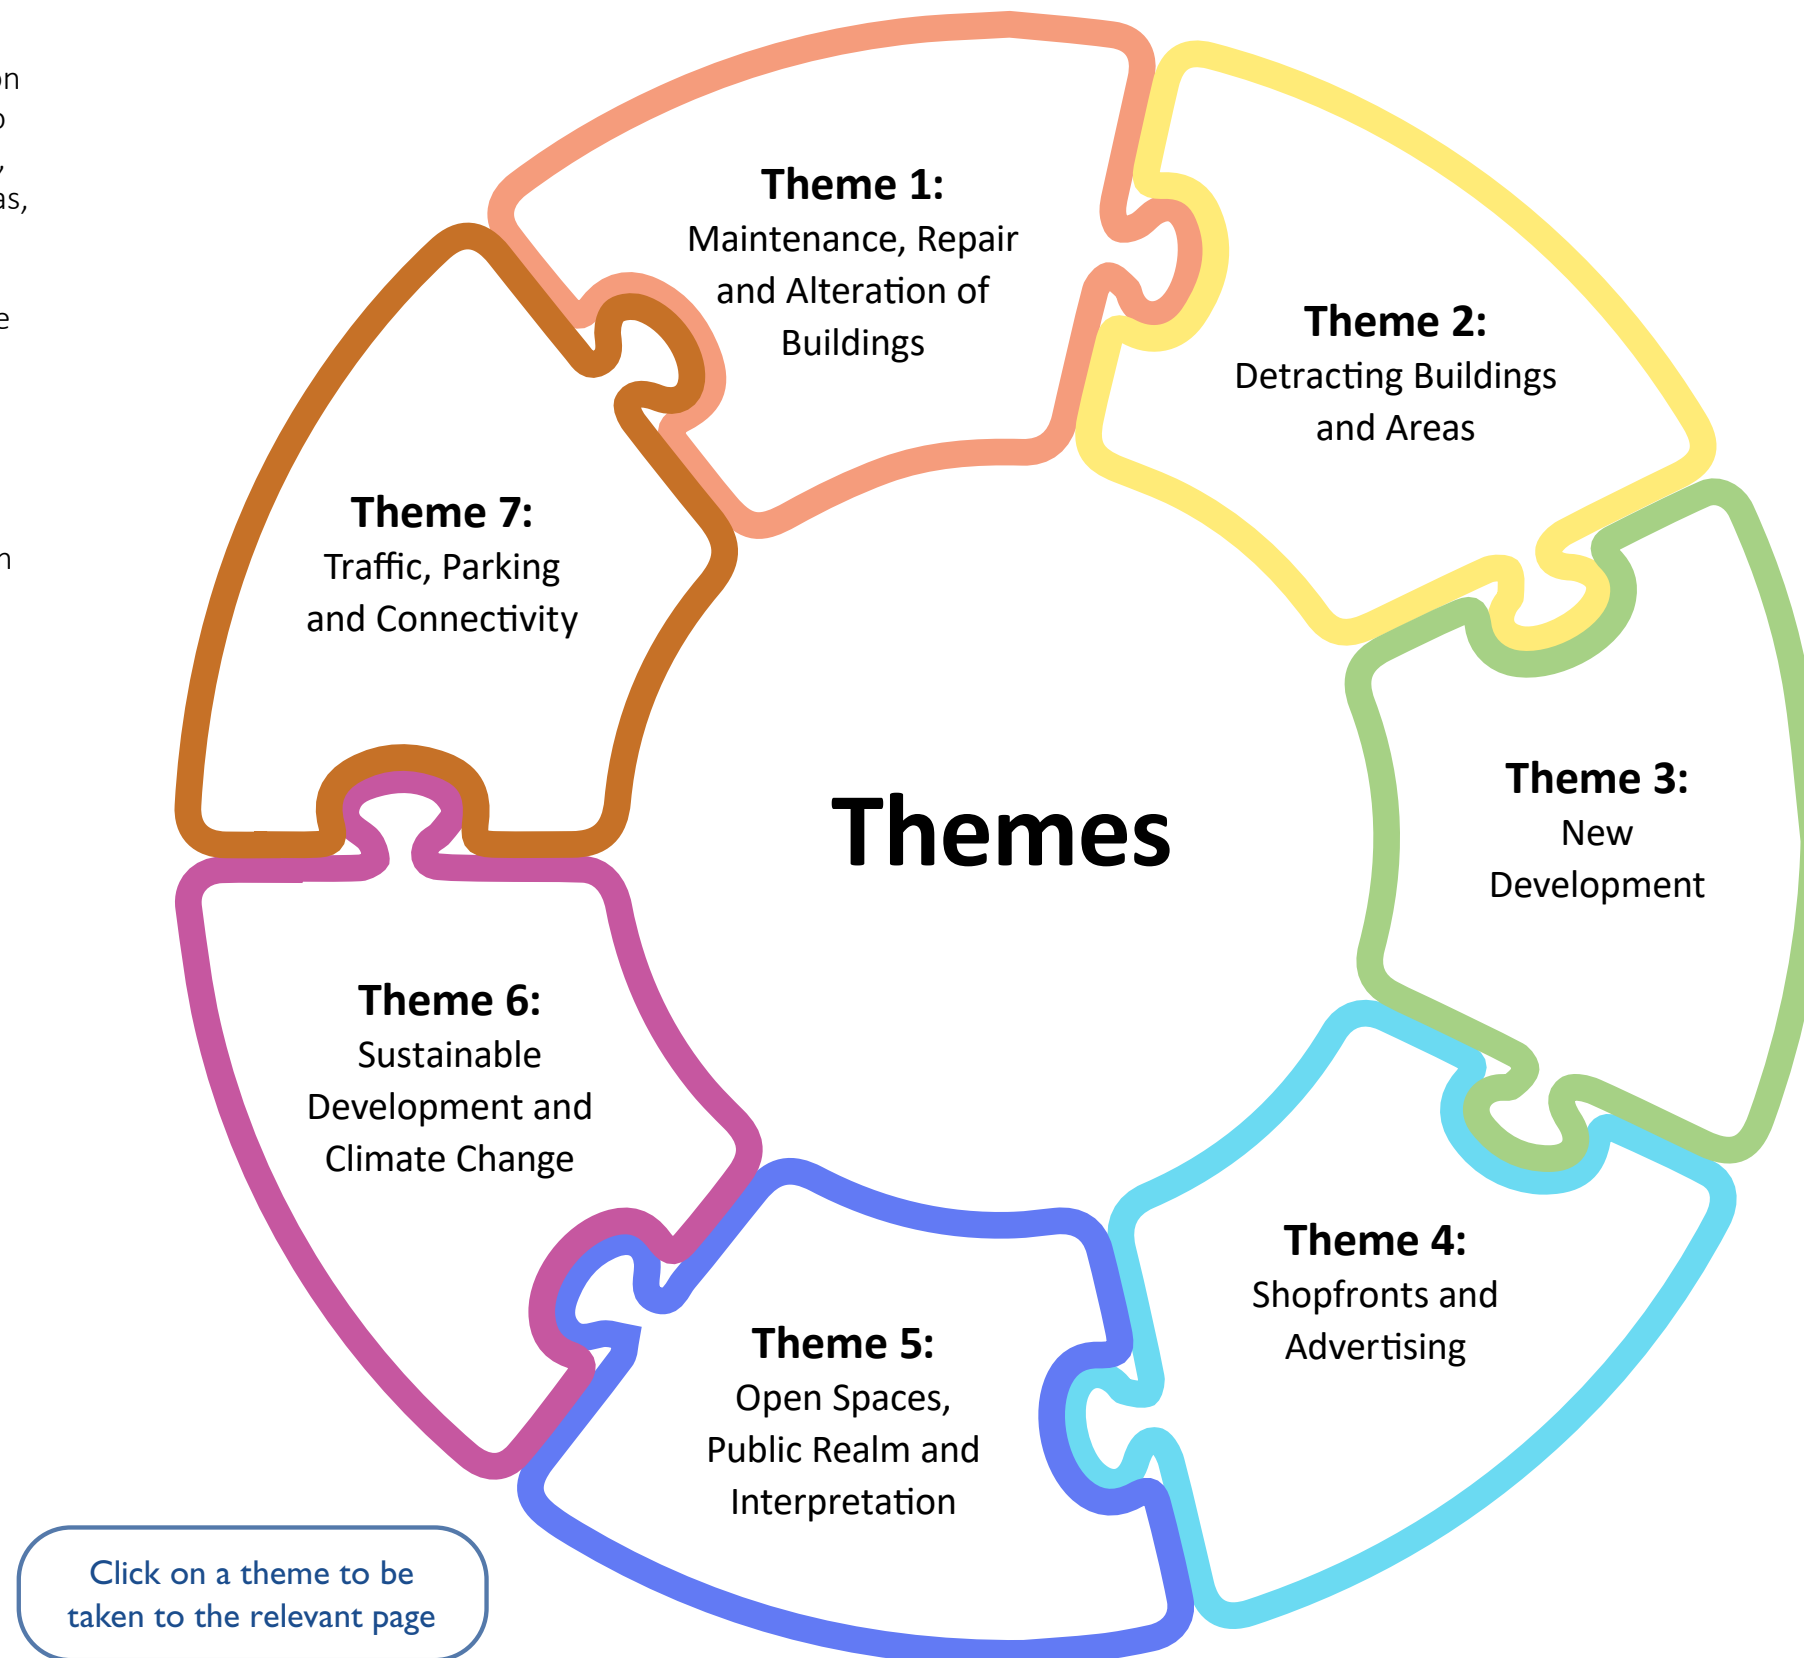 Theme 1:
Maintenance, Repair
and Alteration of
Buildings
Theme 2:
Detracting Buildings
and Areas
Theme 3:
New
Development
Theme 4:
Shopfronts and
Advertising
Theme 5:
Open Spaces,
Public Realm and
Interpretation
Theme 6:
Sustainable
Development and
Climate Change
Theme 7:
Traffic, Parking
and Connectivity
Themes
Click on a theme to be
taken to the relevant page